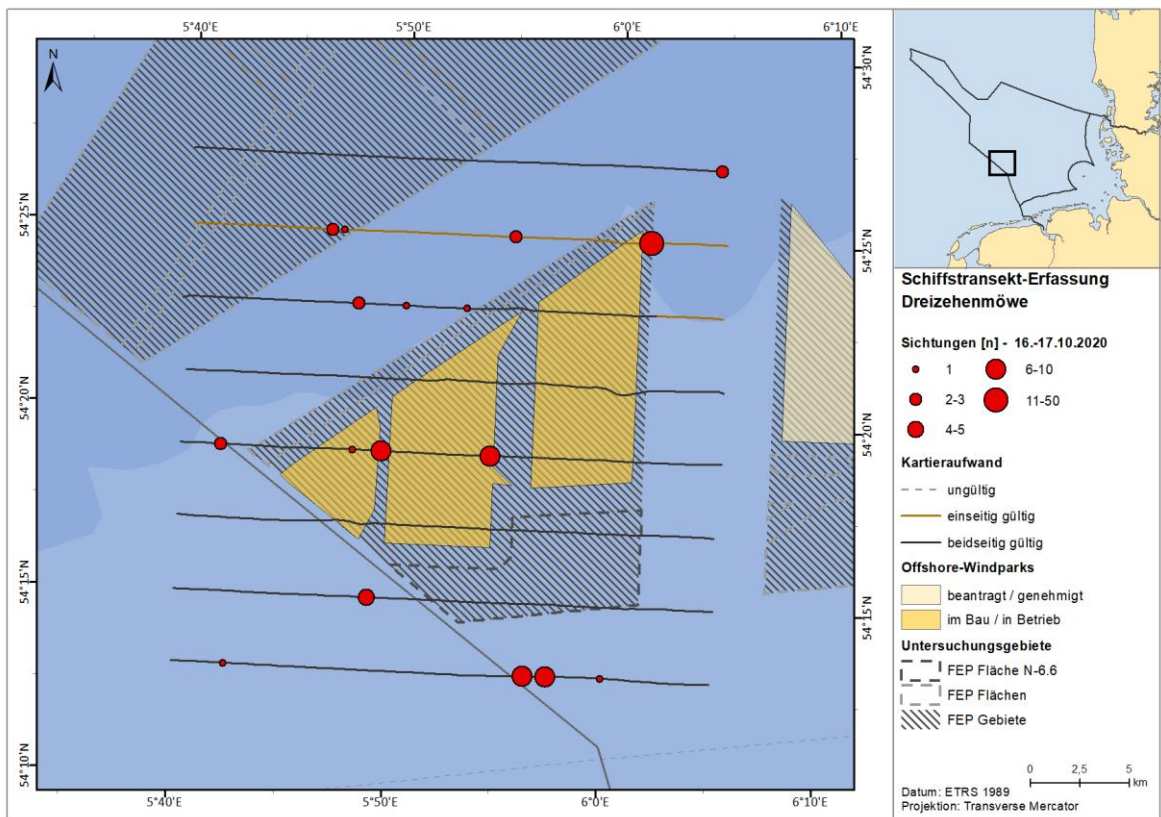 5°40'E 5°50'E 6°0'E 6°10'E
N
54°30'N
54°25'N
54°25'N
54°20'N
54°20'N
54°15'N
54°15'N
54°10'N
5°40'E 5°50'E 6°0'E 6°10'E
Schiffstransekt-Erfassung
Dreizehenmöwe
Sichtungen [n] - 16.-17.10.2020
1 6-10
2-3 11-50
4-5
Kartieraufwand
ungültig
einseitig gültig
beidseitig gültig
Offshore-Windparks
beantragt / genehmigt
im Bau / in Betrieb
Untersuchungsgebiete
FEP Fläche N-6.6
FEP Flächen
FEP Gebiete
0 2,5 5
km
Datum: ETRS 1989
Projektion: Transverse Mercator